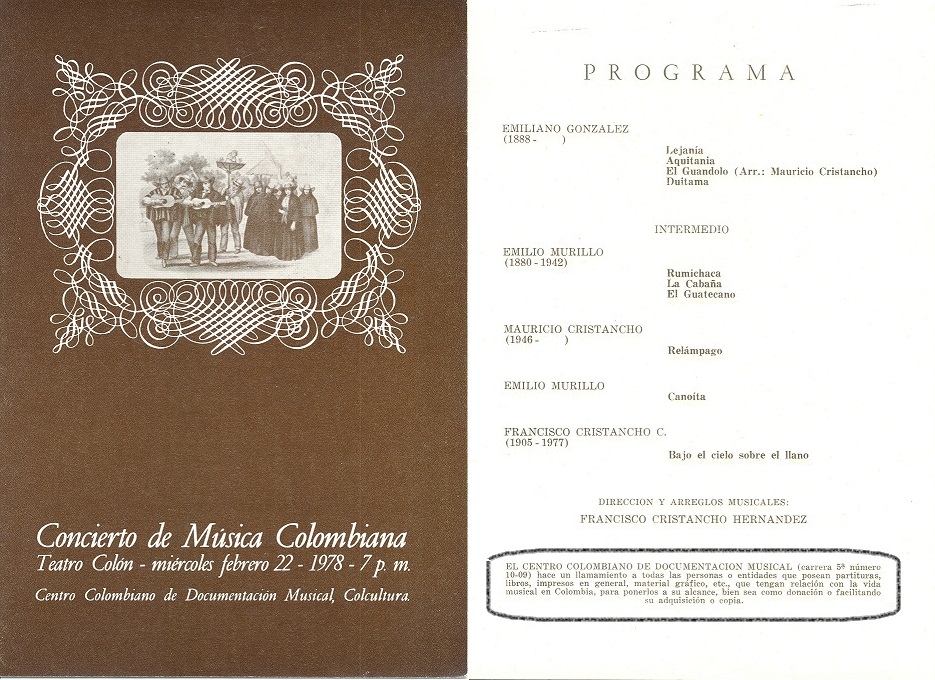 Concierto de Música Colombiana
Teatro Colón - miércoles febrero 22 - 1978 - 7 p. m.
Centro Colombiano de Documentación Musical, Colcultura.
PROGRAMA
EMILIANO GONZALEZ
(1888 - )
Lejanía
Aquitania
El Guandolo (Arr.: Mauricio Cristancho)
Duitama
INTERMEDIO
EMILIO MURILLO
(1880 - 1942)
Rumichaca
La Cabaña
El Guatecano
MAURICIO CRISTANCHO
(1946 - )
Relámpago
EMILIO MURILLO
Canoita
FRANCISCO CRISTANCHO C.
(1905 - 1977)
Bajo el cielo sobre el llano
DIRECCION Y ARREGLOS MUSICALES:
FRANCISCO CRISTANCHO HERNANDEZ
EL CENTRO COLOMBIANO DE DOCUMENTACION MUSICAL (carrera 5ª número
10-09) hace un llamamiento a todas las personas o entidades que posean partituras,
libros, impresos en general, material gráfico, etc., que tengan relación con la vida
musical en Colombia, para ponerlos a su alcance, bien sea como donación o facilitando
su adquisición o copia.